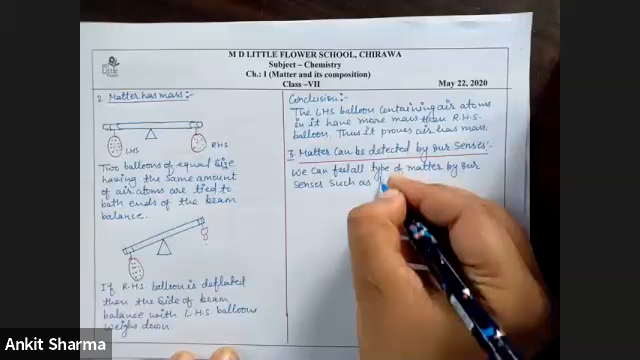 M D LITTLE FLOWER SCHOOL, CHIRAWA
Subject – Chemistry
Ch.: I (Matter and its composition)
Class –VII
May 22, 2020
2. Matter has mass:-
LHS
R.H.S
Two balloons of equal size
having the same amount
of air atoms are tied to
both ends of the beam
balance.
If R.H.S balloon is deflated
then the side of beam
balance with L.H.S. balloons
weighs down
Conclusion:-
The LHS balloon containing air atoms
in it have more mass than R.H.S.
balloon. Thus it proves air has mass.
3. Matter Can be detected by Our Senses:-
We can feel all type of matter by Our
senses such as
Ankit Sharma